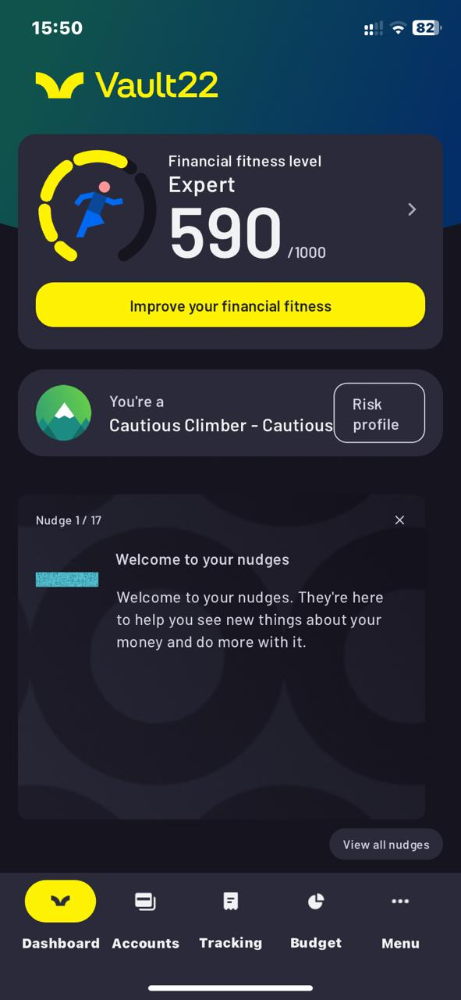 15:50
82
Vault22
Financial fitness level
Expert
590 /1000
Improve your financial fitness
You're a
Cautious Climber - Cautious
Risk
profile
Nudge 1 / 17
Welcome to your nudges
Welcome to your nudges. They're here
to help you see new things about your
money and do more with it.
View all nudges
Dashboard Accounts Tracking Budget Menu